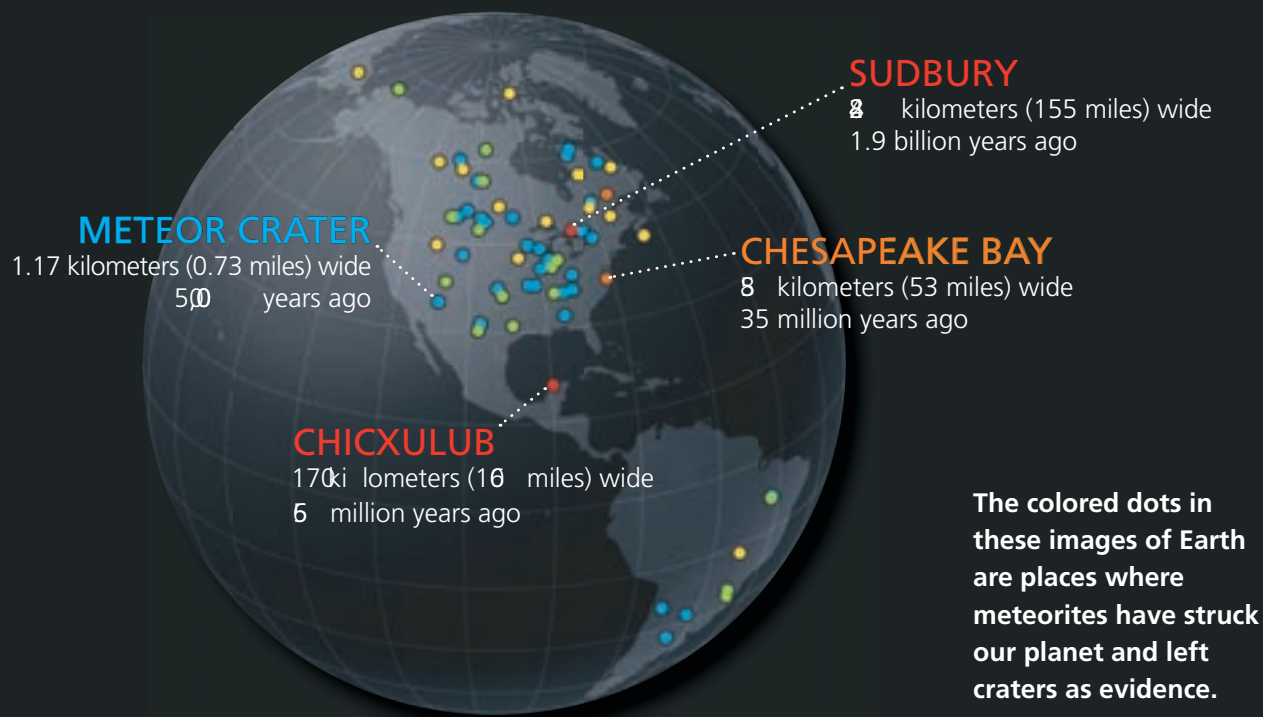 SUDBURY
kilometers (155 miles) wide
1.9 billion years ago
METEOR CRATER
1.17 kilometers (0.73 miles) wide
years ago
CHESAPEAKE BAY
kilometers (53 miles) wide
35 million years ago
CHICXULUB
170 kilometers ( miles) wide
million years ago
The colored dots in
these images of Earth
are places where
meteorites have struck
our planet and left
craters as evidence.